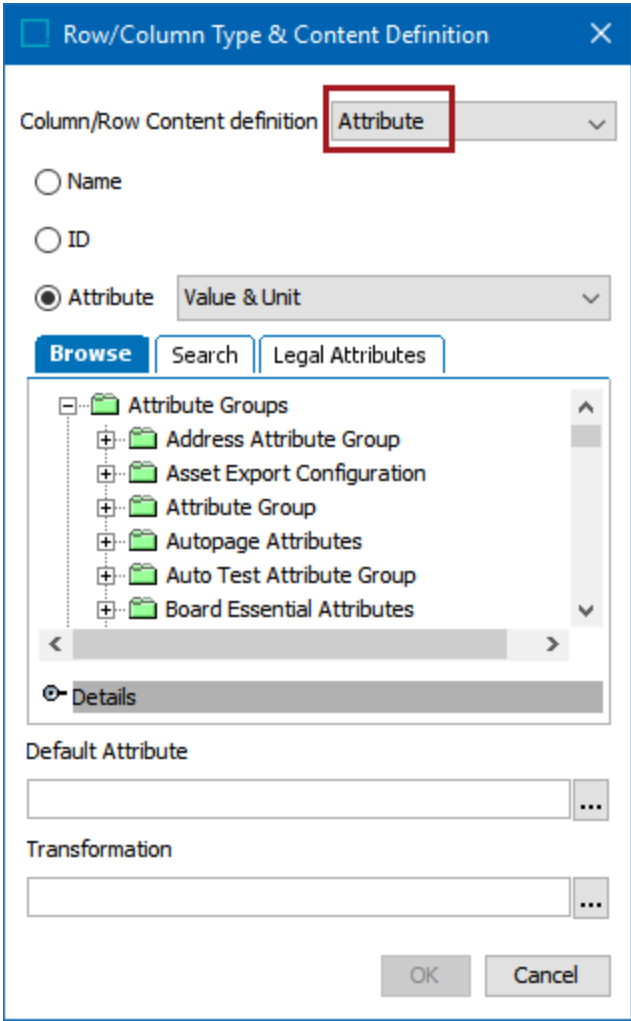 Row/Column Type & Content Definition
Column/Row Content definition Attribute
Name
ID
Attribute Value & Unit
Browse Search Legal Attributes
Attribute Groups
Address Attribute Group
Asset Export Configuration
Attribute Group
Autopage Attributes
Auto Test Attribute Group
Board Essential Attributes
Details
Default Attribute
...
Transformation
...
OK Cancel